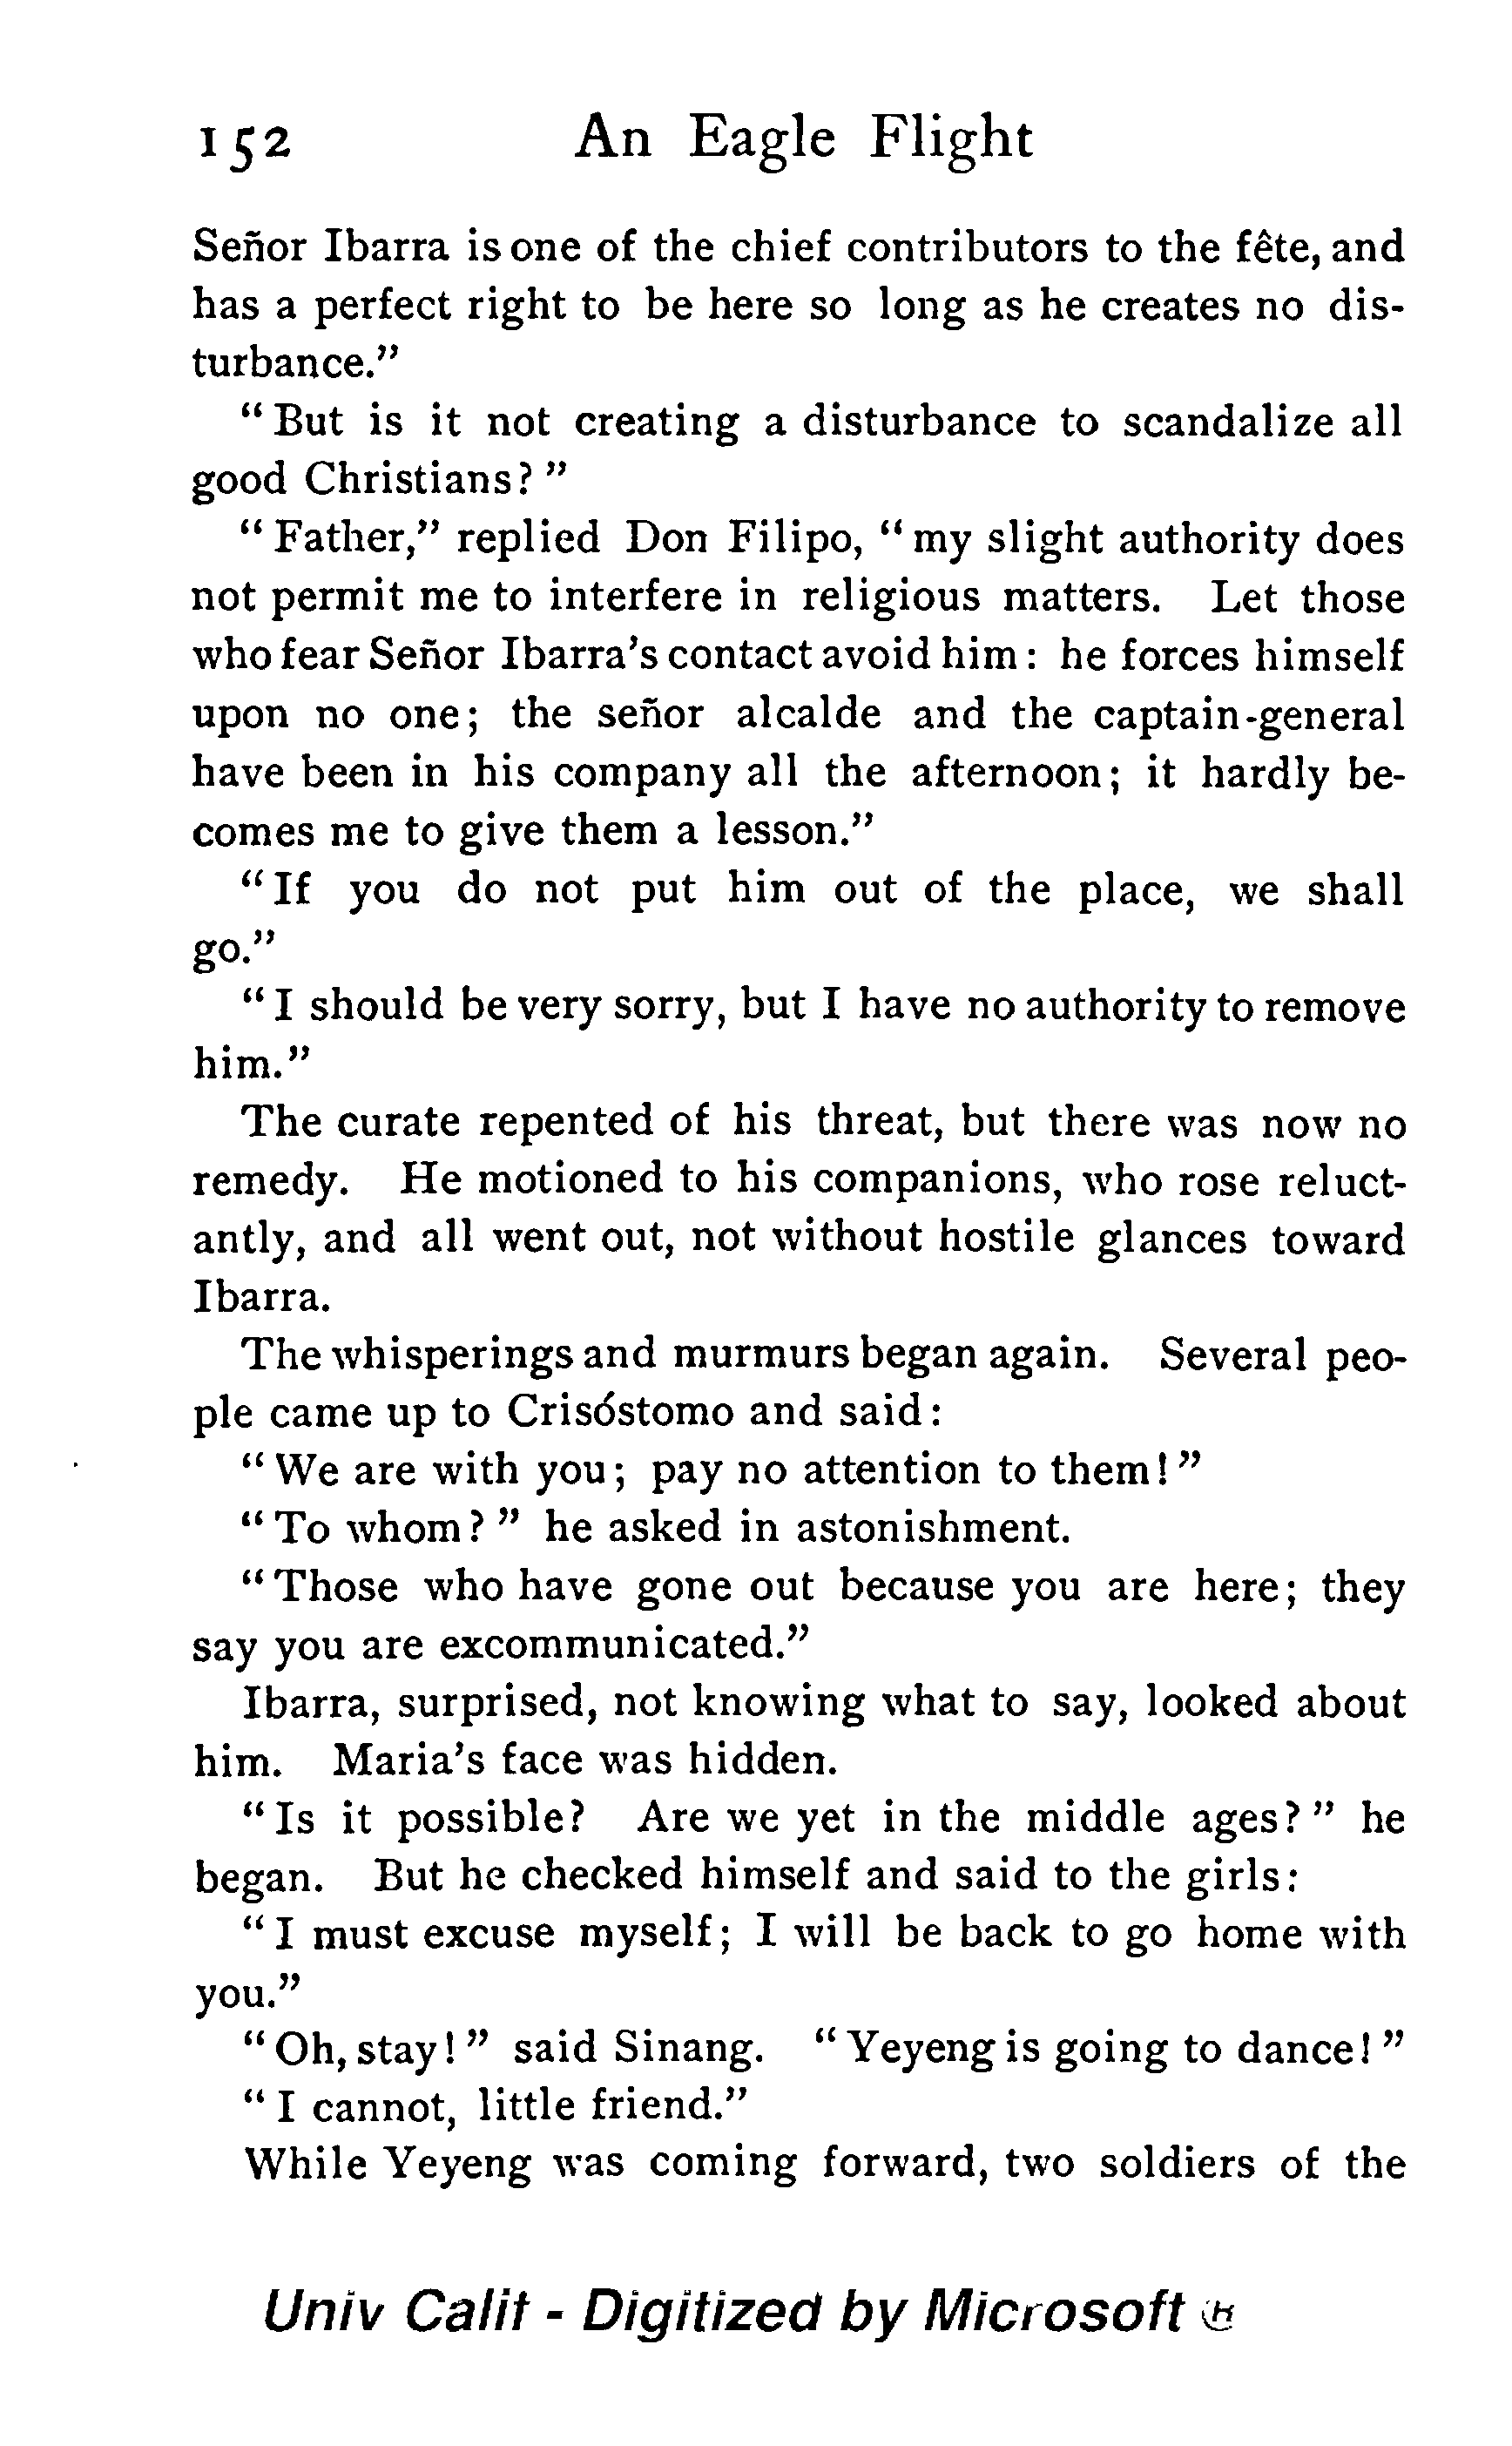 152 An Eagle Flight
Señor Ibarra is one of the chief contributors to the fête, and
has a perfect right to be here so long as he creates no dis-
turbance."
"But is it not creating a disturbance to scandalize all
good Christians?"
"Father," replied Don Filipo, "my slight authority does
not permit me to interfere in religious matters. Let those
who fear Señor Ibarra's contact avoid him: he forces himself
upon no one; the señor alcalde and the captain-general
have been in his company all the afternoon; it hardly be-
comes me to give them a lesson."
"If you do not put him out of the place, we shall
go."
"I should be very sorry, but I have no authority to remove
him."
The curate repented of his threat, but there was now no
remedy. He motioned to his companions, who rose reluct-
antly, and all went out, not without hostile glances toward
Ibarra.
The whisperings and murmurs began again. Several peo-
ple came up to Crisóstomo and said:
"We are with you; pay no attention to them!"
"To whom?" he asked in astonishment.
"Those who have gone out because you are here; they
say you are excommunicated."
Ibarra, surprised, not knowing what to say, looked about
him. Maria's face was hidden.
"Is it possible? Are we yet in the middle ages?" he
began. But he checked himself and said to the girls:
"I must excuse myself; I will be back to go home with
you."
"Oh, stay!" said Sinang. "Yeyeng is going to dance!"
"I cannot, little friend."
While Yeyeng was coming forward, two soldiers of the
Univ Calif - Digitized by Microsoft ®